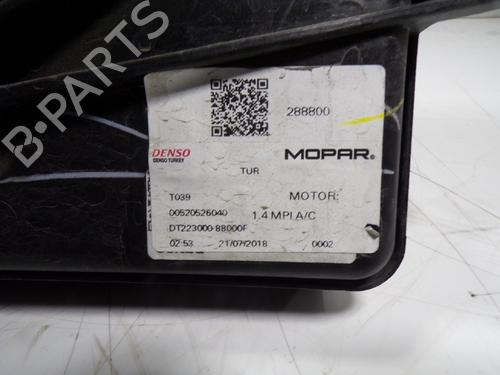 288800
DENSO
DENSO TURKEY
MOPAR®
TUR
T039
MOTOR:
00520526040
1.4 MPI A/C
DT223000-88000F
02:53 21/07/2018 0002
B-PARTS